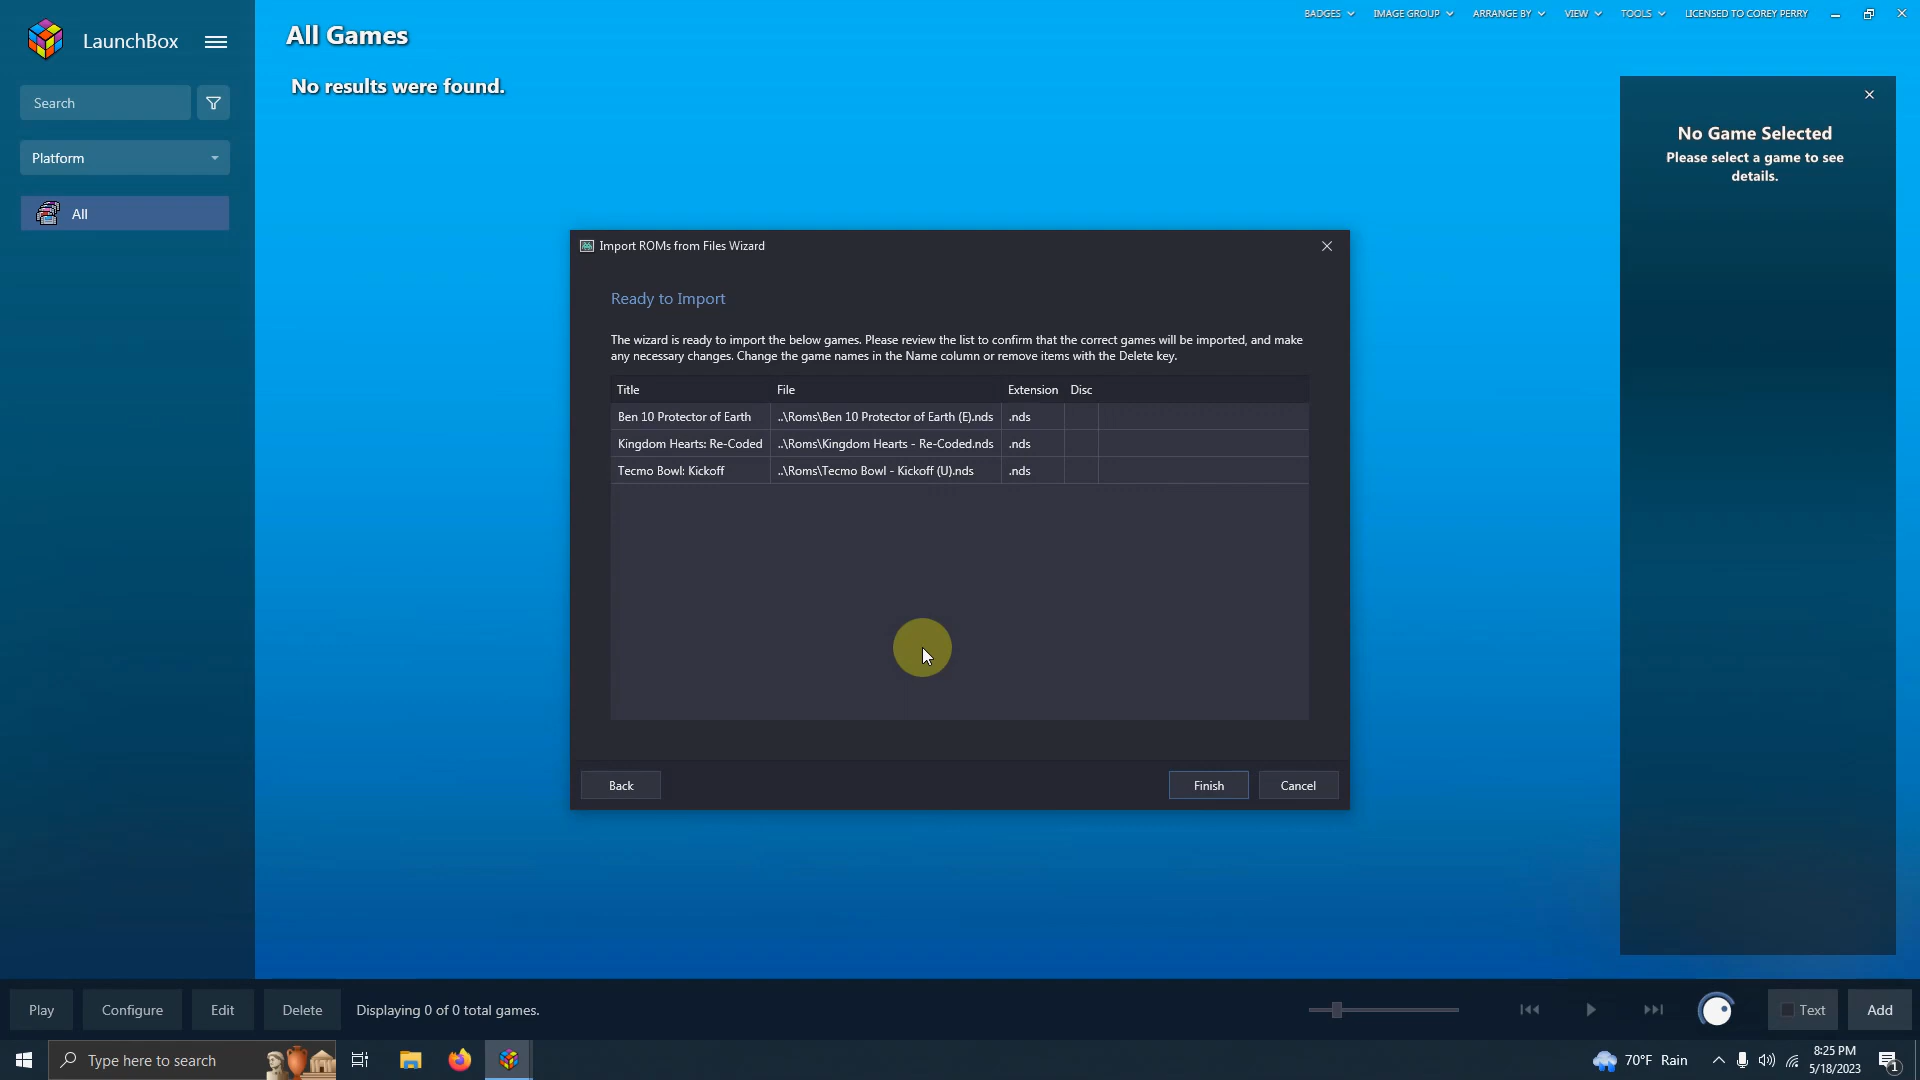 LaunchBox
Search
Platform
All
All Games
No results were found.
BADGES
IMAGE GROUP
ARRANGE BY
VIEW
TOOLS
LICENSED TO COREY PERRY
No Game Selected
Please select a game to see
details.
Import ROMs from Files Wizard
Ready to Import
The wizard is ready to import the below games. Please review the list to confirm that the correct games will be imported, and make
any necessary changes. Change the game names in the Name column or remove items with the Delete key.
Title File Extension Disc
Ben 10 Protector of Earth ..\Roms\Ben 10 Protector of Earth (E).nds .nds
Kingdom Hearts: Re-Coded ..\Roms\Kingdom Hearts - Re-Coded.nds .nds
Tecmo Bowl: Kickoff ..\Roms\Tecmo Bowl - Kickoff (U).nds .nds
Back
Finish
Cancel
Play
Configure
Edit
Delete
Displaying 0 of 0 total games.
Text
Add
Type here to search
70°F Rain
8:25 PM
5/18/2023
1